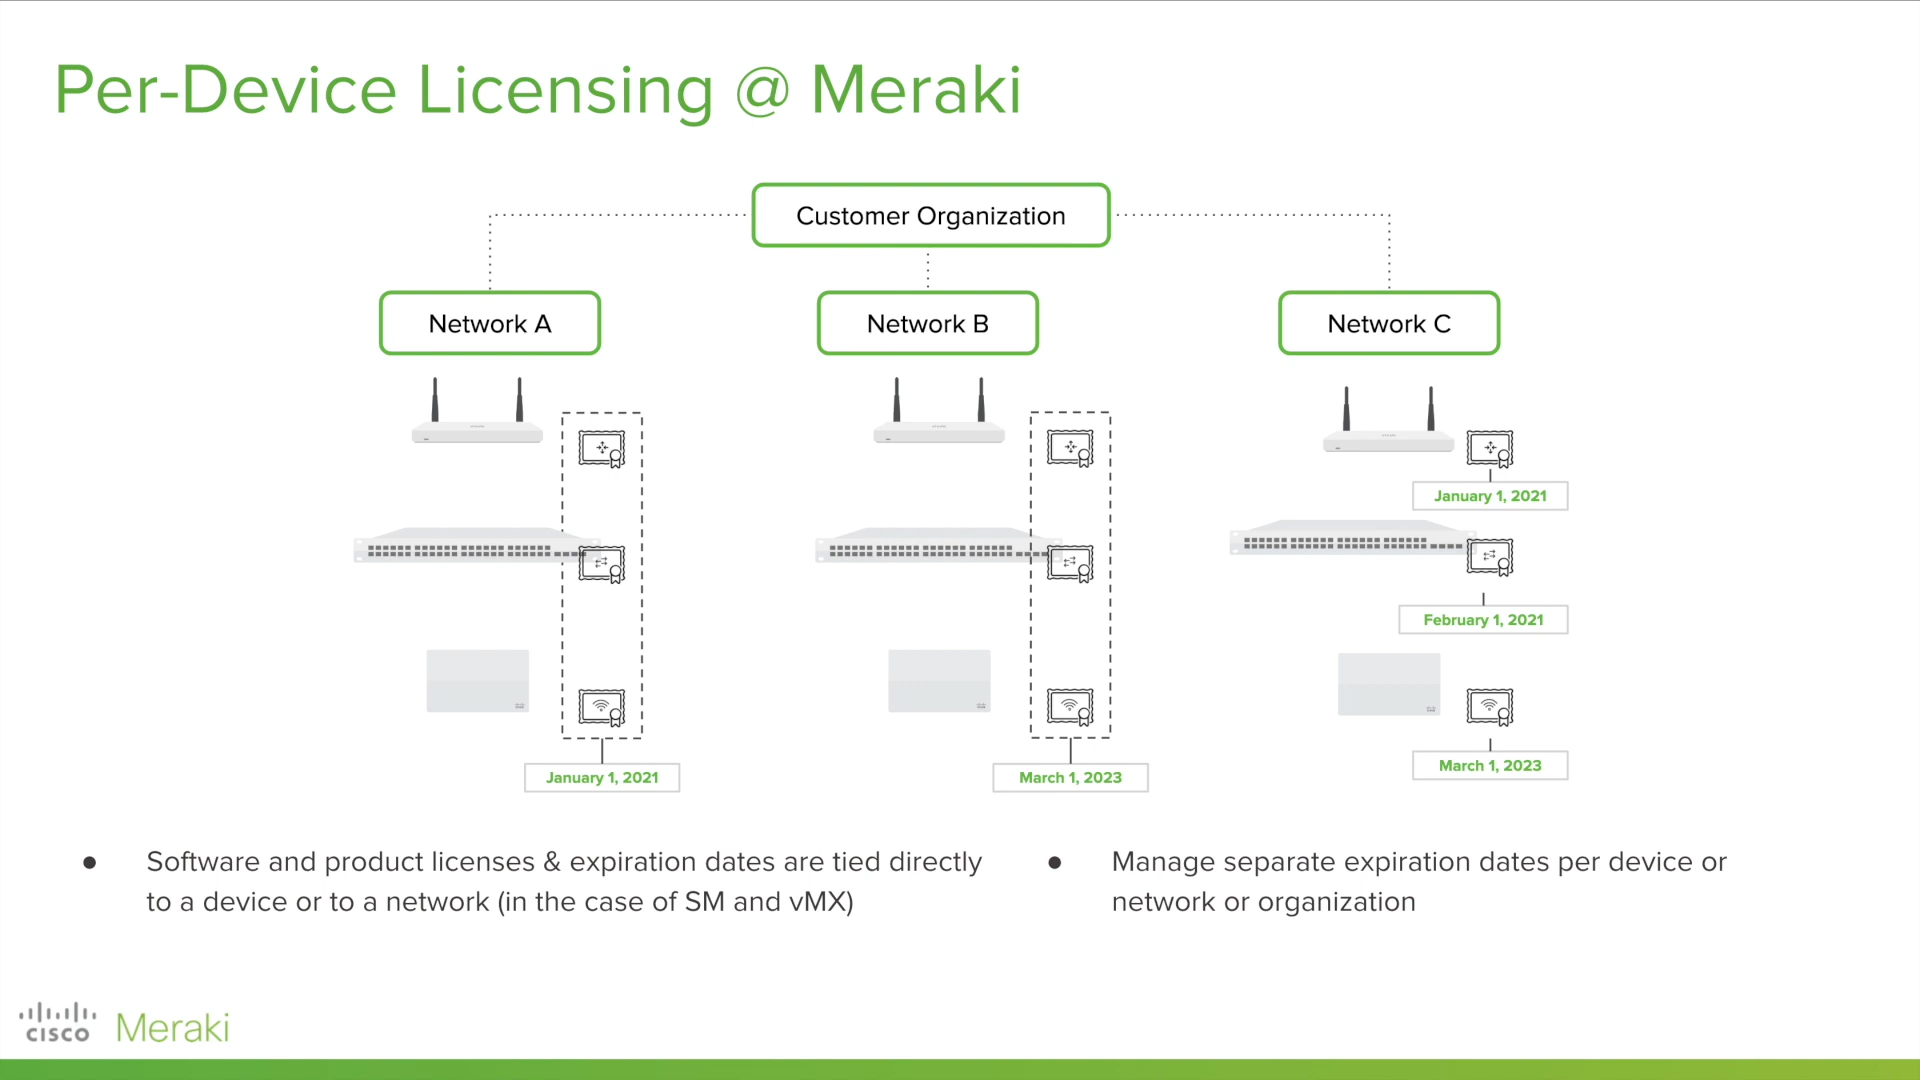 Per-Device Licensing @ Meraki
Customer Organization
Network A
Network B
Network C
January 1, 2021
February 1, 2021
March 1, 2023
January 1, 2021
March 1, 2023
● Software and product licenses & expiration dates are tied directly
to a device or to a network (in the case of SM and vMX)
● Manage separate expiration dates per device or
network or organization
CISCO Meraki